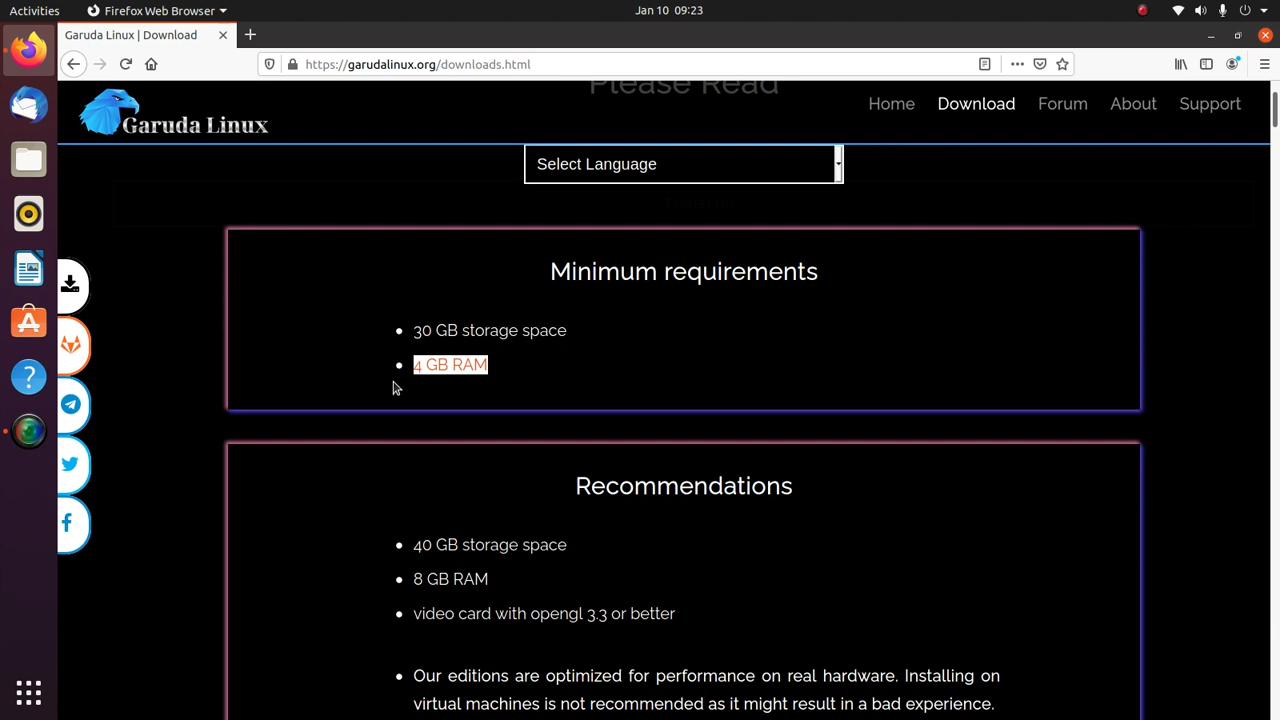 Activities
Firefox Web Browser
Jan 10 09:23
Garuda Linux | Download
https://garudalinux.org/downloads.html
Please Read
Garuda Linux
Home
Download
Forum
About
Support
Select Language
Minimum requirements
30 GB storage space
4 GB RAM
Recommendations
40 GB storage space
8 GB RAM
video card with opengl 3.3 or better
Our editions are optimized for performance on real hardware. Installing on
virtual machines is not recommended as it might result in a bad experience.